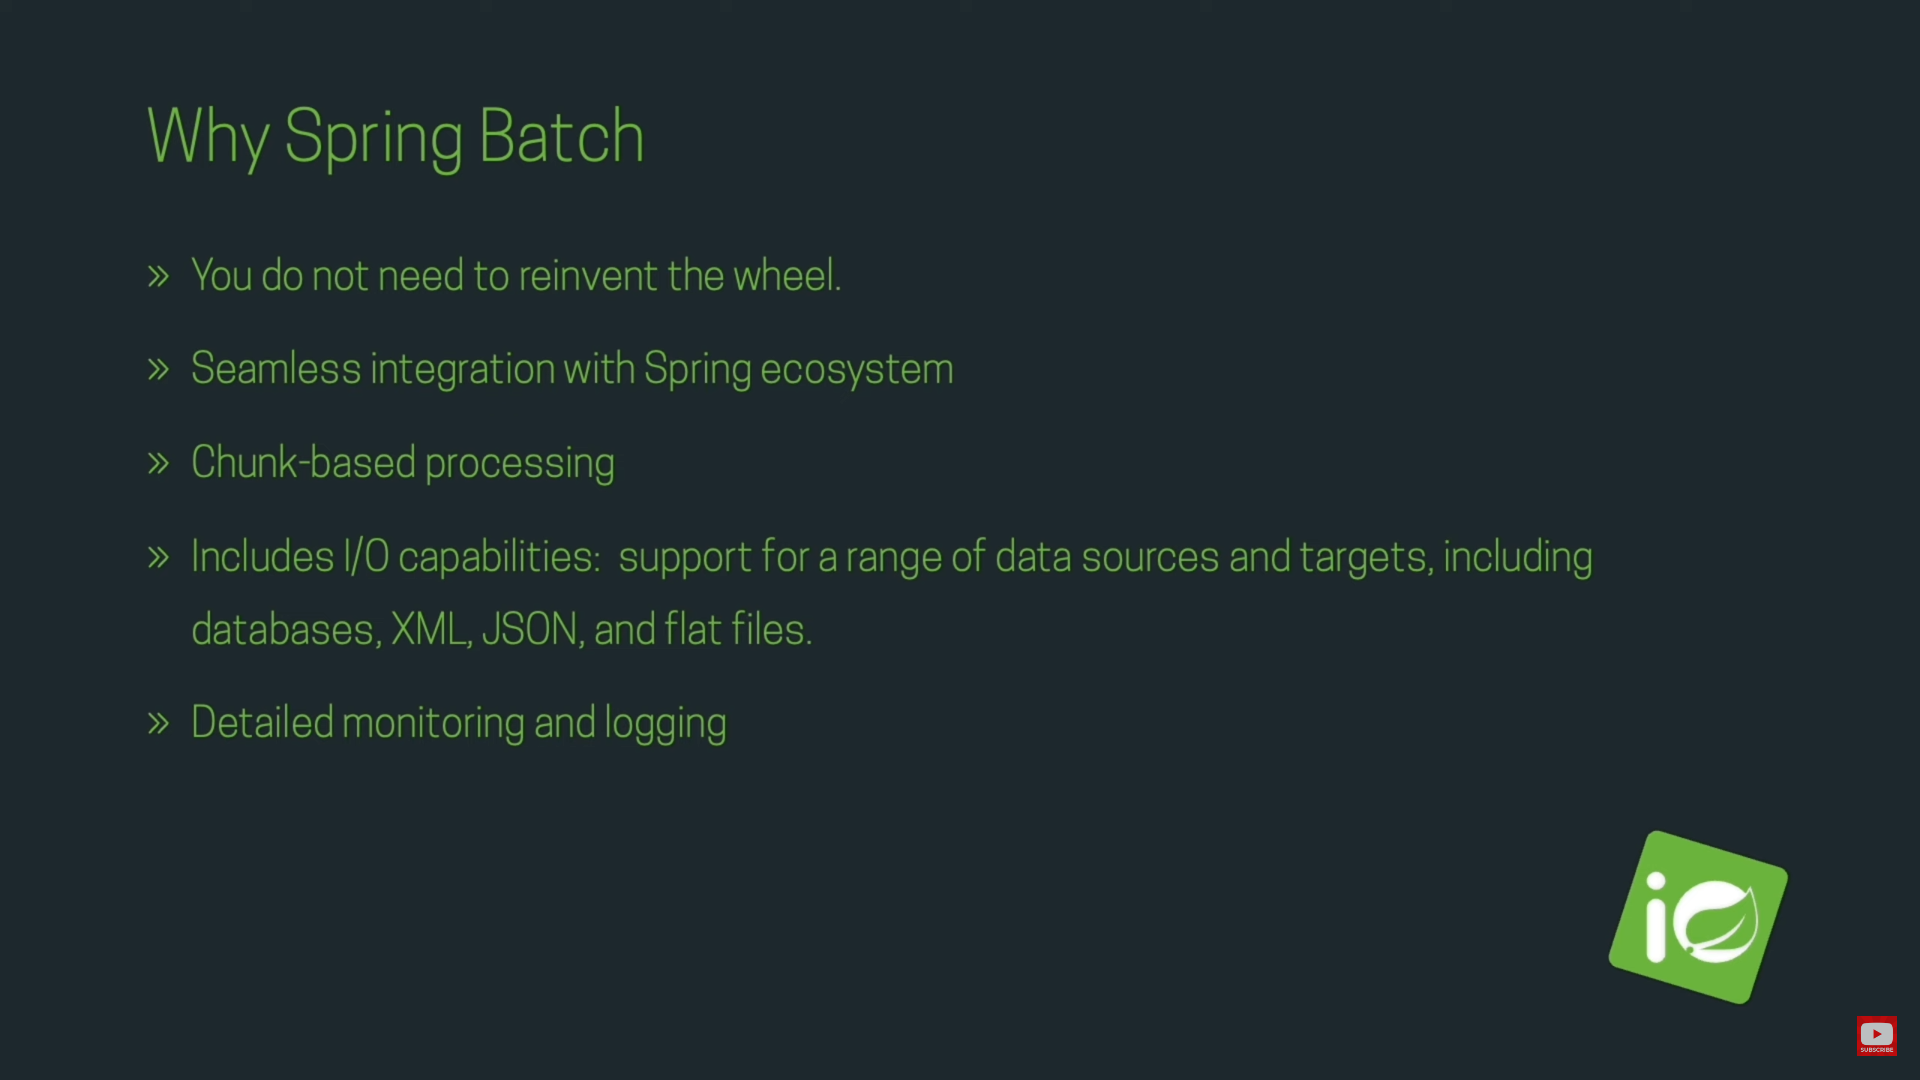 Why Spring Batch
» You do not need to reinvent the wheel.
» Seamless integration with Spring ecosystem
» Chunk-based processing
» Includes I/O capabilities:  support for a range of data sources and targets, including
databases, XML, JSON, and flat files.
» Detailed monitoring and logging
i
SUBSCRIBE